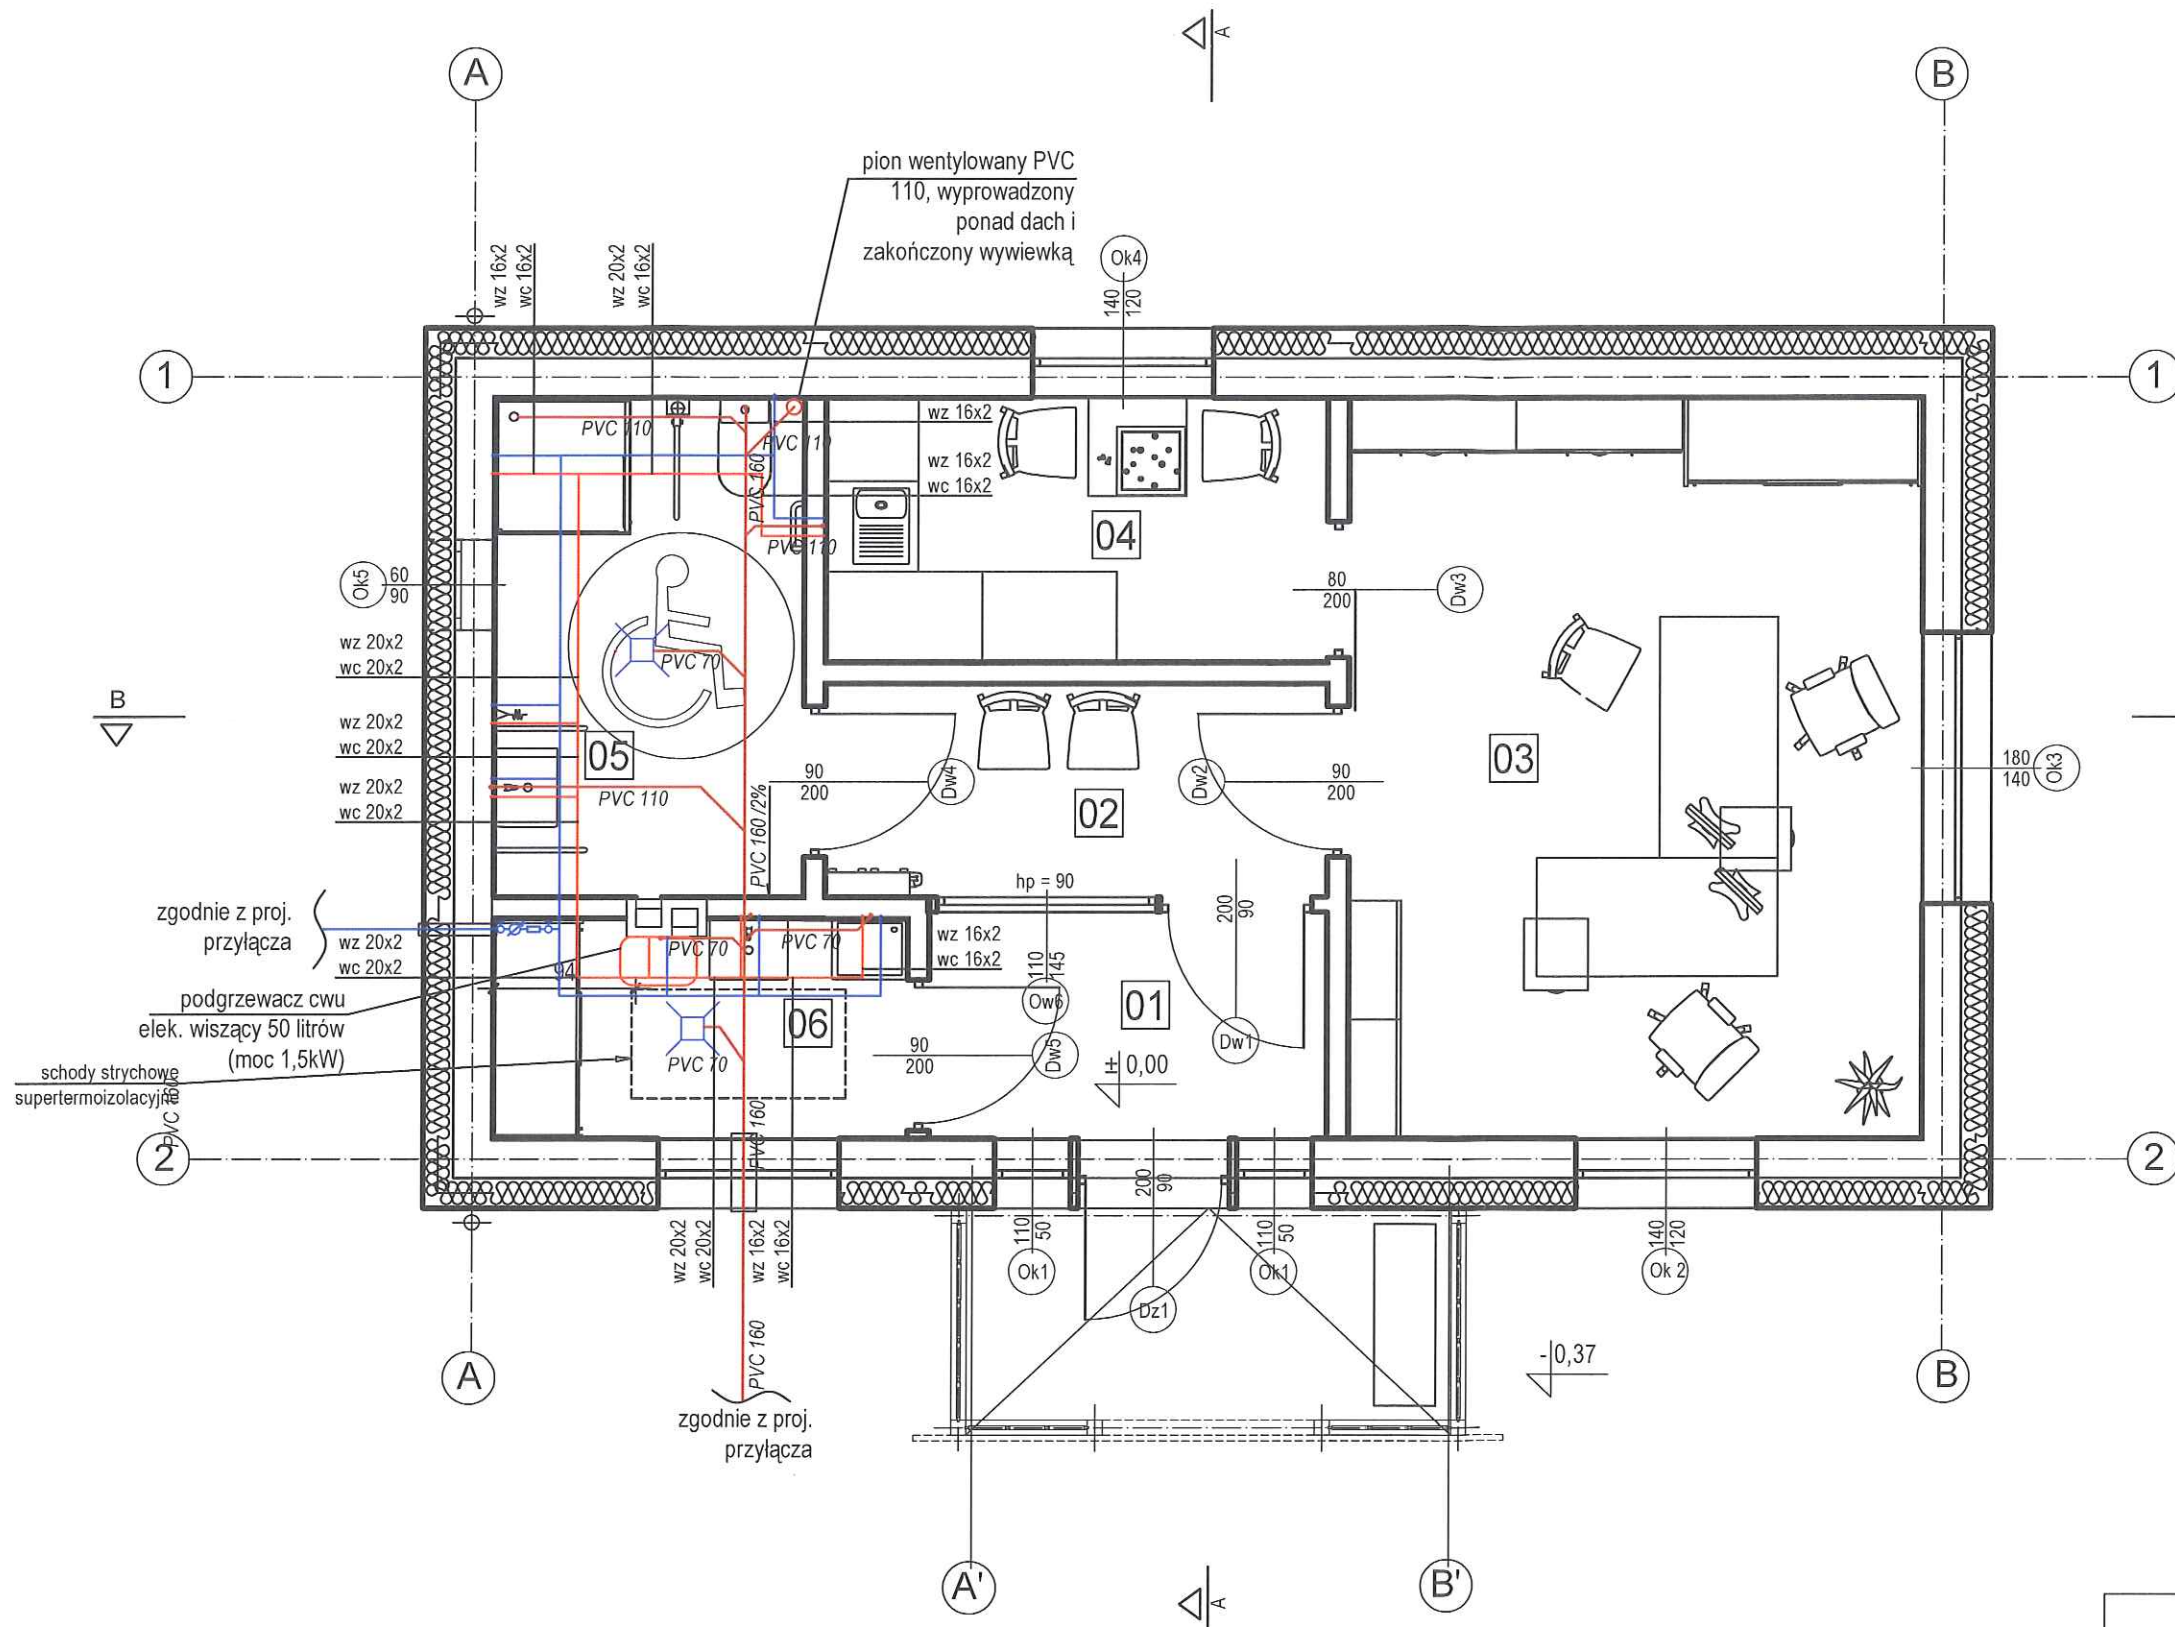 A
A
B
pion wentylowany PVC
110, wyprowadzony
ponad dach i
zakończony wywiewką
wz 16x2
wc 16x2
wz 20x2
wc 16x2
Ok4
140
120
1
1
PVC 110
PVC 110
PVC 160
PVC 110
wz 16x2
wz 16x2
wc 16x2
04
Ok5
60
90
80
200
Dw3
wz 20x2
wc 20x2
PVC 70
B
wz 20x2
wc 20x2
05
03
180
140
Ok3
wz 20x2
wc 20x2
PVC 110
90
200
Dw4
Dw2
90
200
02
PVC 160 /2%
hp = 90
200
90
zgodnie z proj.
przyłącza
wz 20x2
wc 20x2
94
PVC 70
PVC 70
wz 16x2
wc 16x2
110
145
Ow6
01
podgrzewacz cwu
elek. wiszący 50 litrów
(moc 1,5kW)
06
Dw1
90
200
Dw5
± 0,00
PVC 70
schody strychowe
supertermoizolacyjne
PVC 160
2
PVC 160
200
90
2
wz 20x2
wc 20x2
wz 16x2
wc 16x2
110
50
Ok1
110
50
Ok1
140
120
Ok 2
Dz1
PVC 160
-0,37
A
B
zgodnie z proj.
przyłącza
A'
B'
A